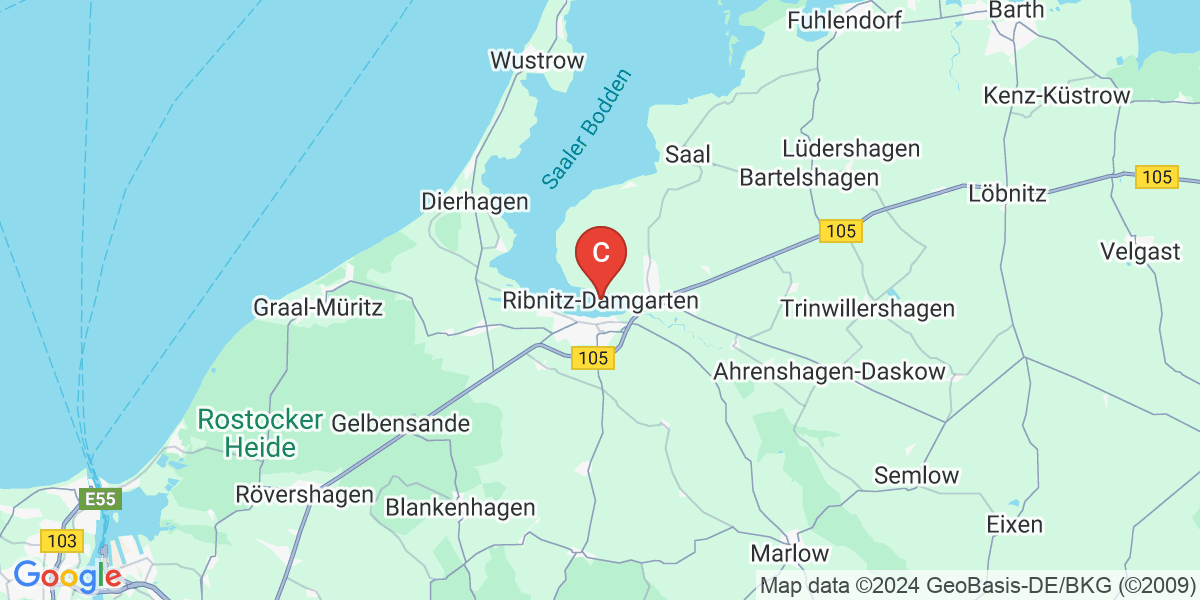 Fuhlendorf
Barth
Wustrow
Kenz-Küstrow
Saaler Bodden
Saal
Lüdershagen
Bartelshagen
105
Löbnitz
Dierhagen
105
Velgast
C
Graal-Müritz
Ribnitz-Damgarten
Trinwillershagen
105
Ahrenshagen-Daskow
Rostocker
Heide
Gelbensande
Semlow
E55
Rövershagen
Blankenhagen
Eixen
103
Marlow
Google
Map data ©2024 GeoBasis-DE/BKG (©2009)